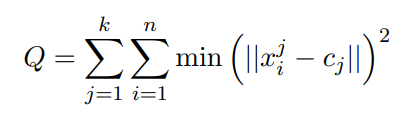 Q = \sum_{j=1}^{k} \sum_{i=1}^{n} \min \left( ||x_i^j - c_j|| \right)^2